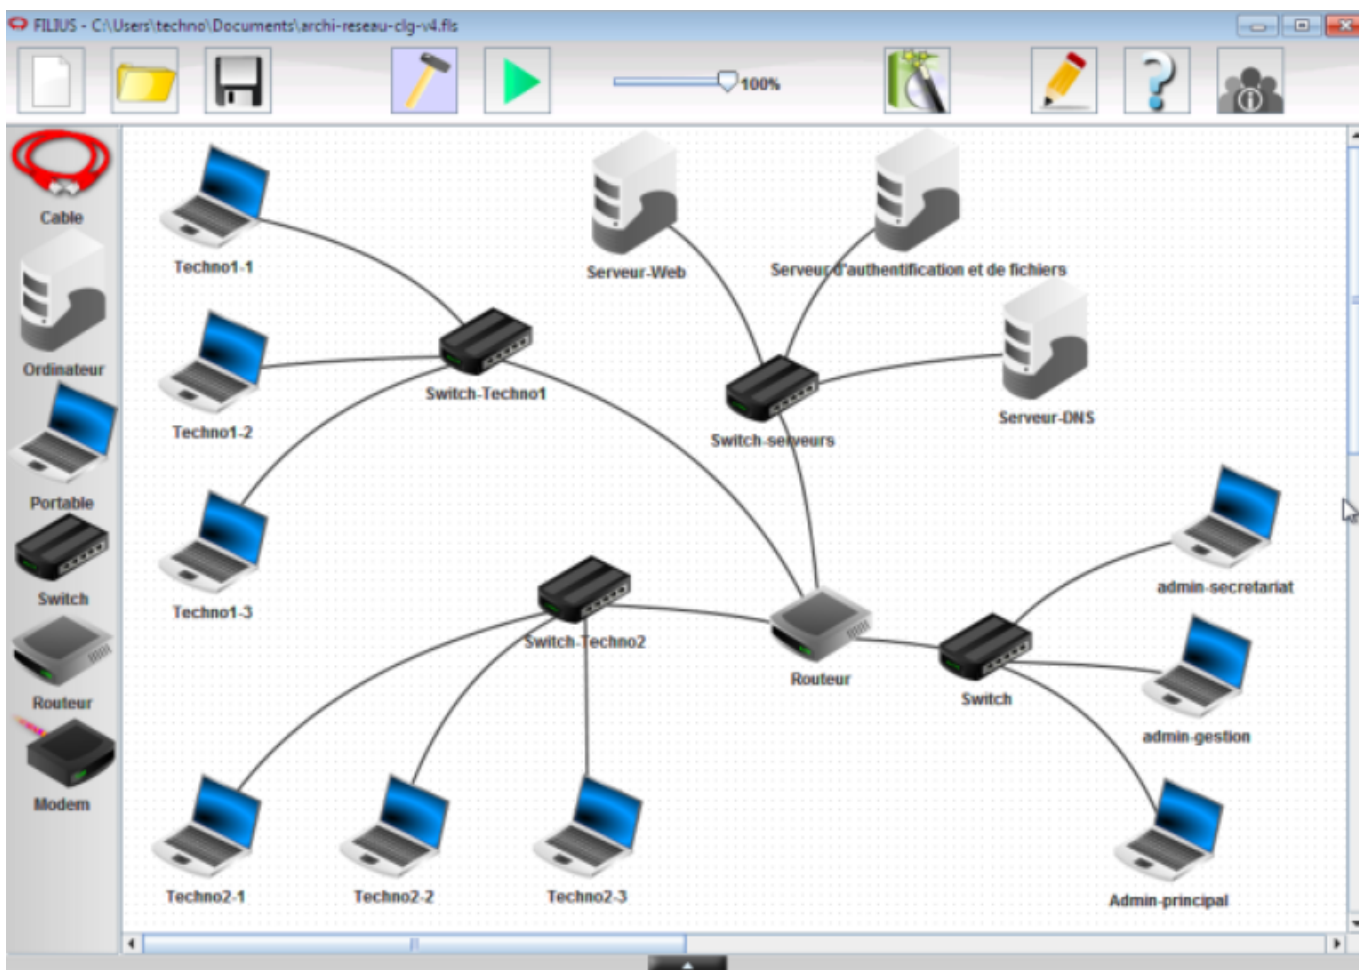 FILIUS - C:\Users\techno\Documents\archi-reseau-clg-v4.fls
100%
Cable
Ordinateur
Portable
Switch
Routeur
Modem
Techno1-1
Serveur-Web
Serveur d'authentification et de fichiers
Techno1-2
Switch-Techno1
Switch-serveurs
Serveur-DNS
Techno1-3
Switch-Techno2
Routeur
Switch
admin-secretariat
admin-gestion
Techno2-1
Techno2-2
Techno2-3
Admin-principal